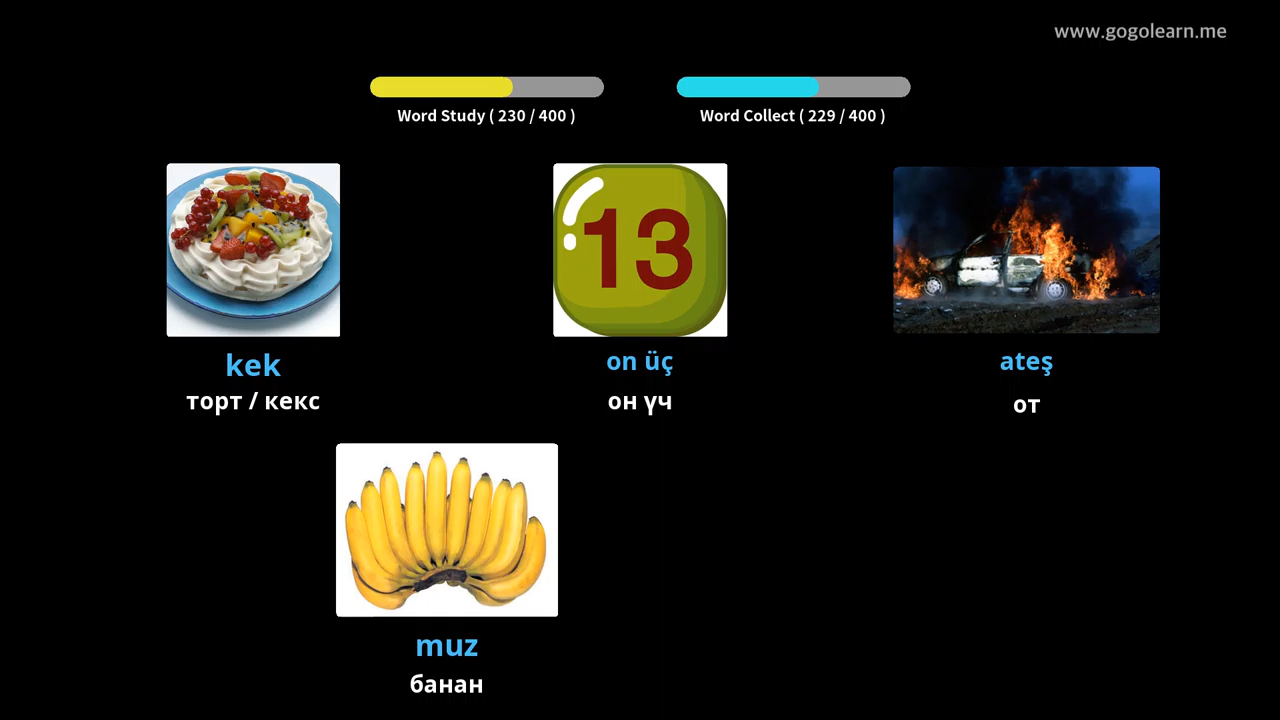 www.gogolearn.me
Word Study ( 230 / 400 )
Word Collect ( 229 / 400 )
13
kek
торт / кекс
on üç
он үч
ateş
от
muz
банан